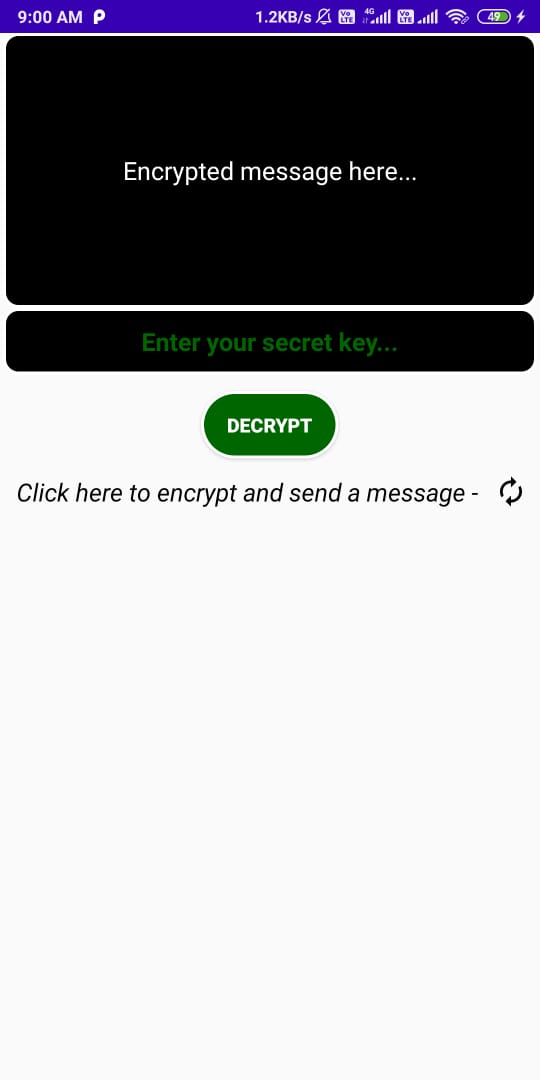 9:00 AM
1.2KB/s Vo LTE 4G Vo LTE 49
Encrypted message here...
Enter your secret key...
DECRYPT
Click here to encrypt and send a message -